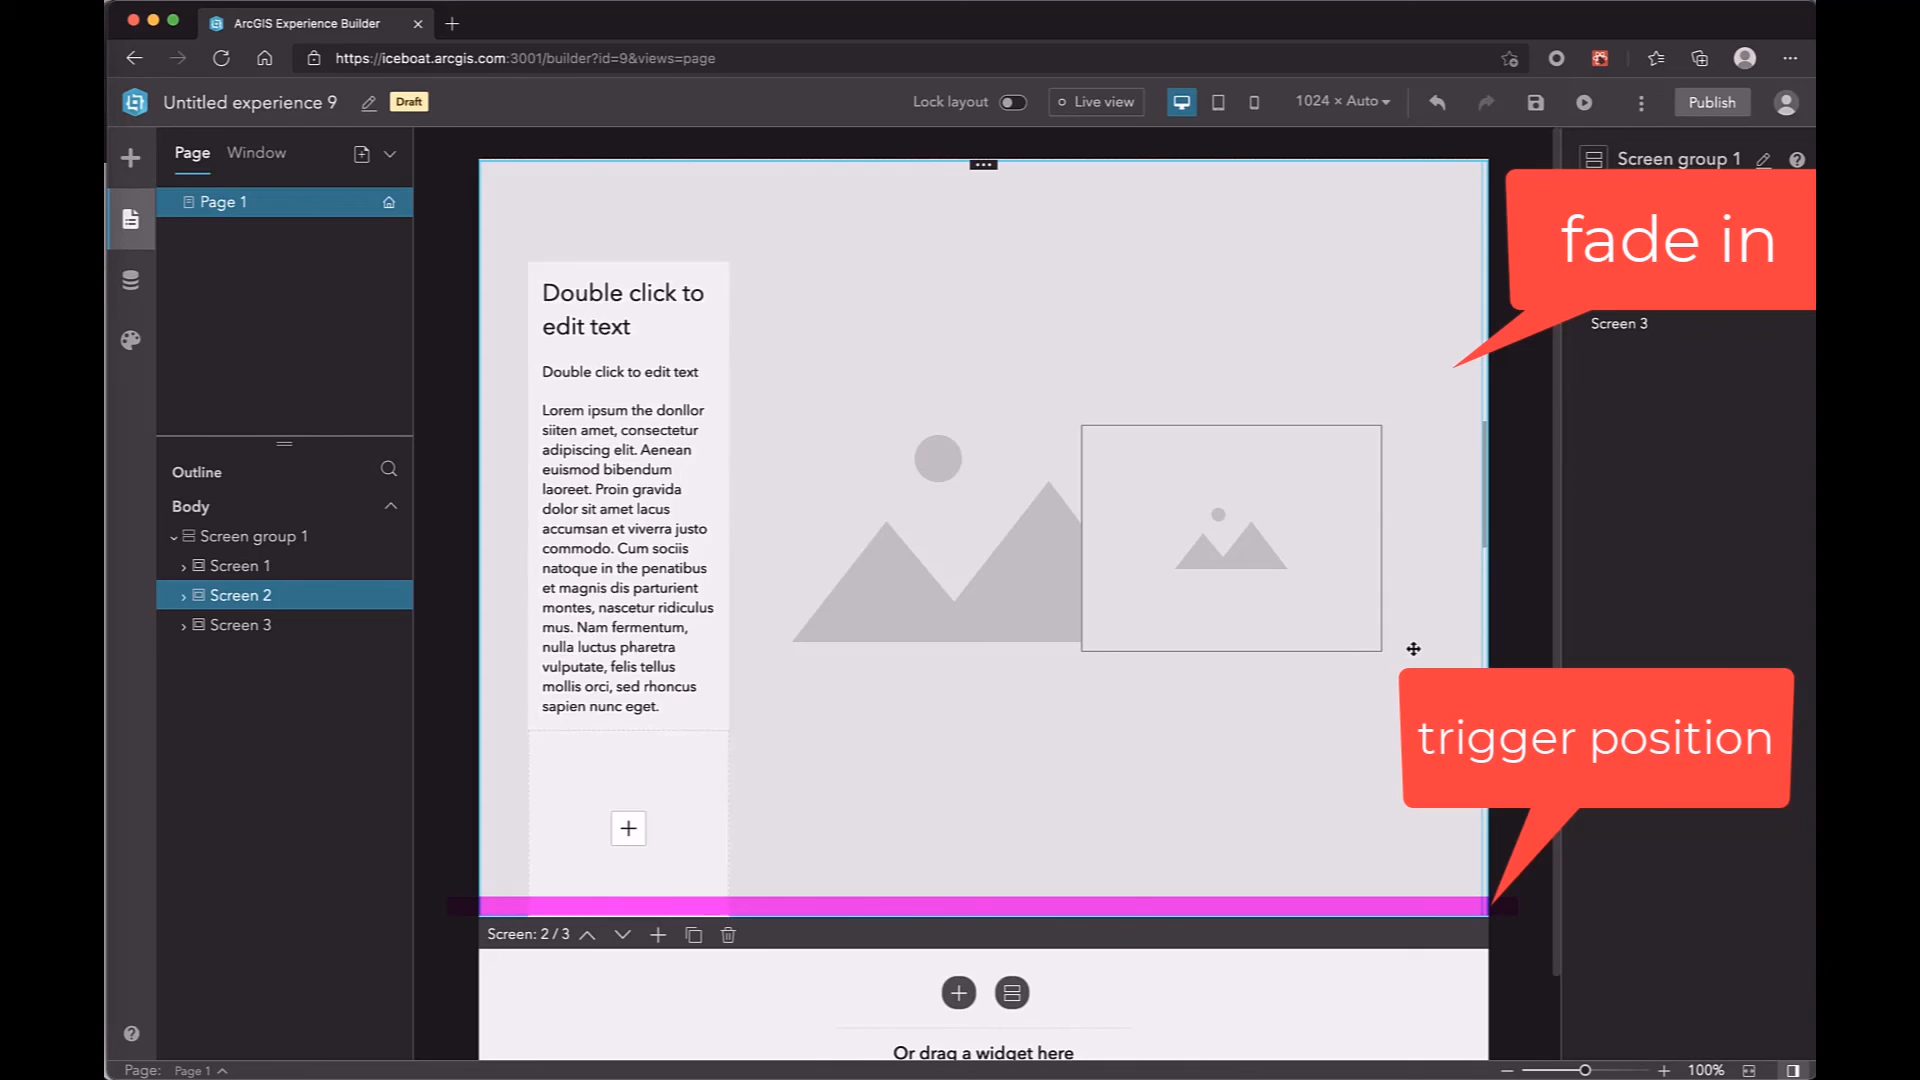 ArcGIS Experience Builder
https://iceboat.arcgis.com:3001/builder?id=9&views=page
Untitled experience 9
Draft
Lock layout
Live view
1024 × Auto
Publish
Page
Window
Page 1
Screen group 1
fade in
Screen 3
Outline
Body
Screen group 1
Screen 1
Screen 2
Screen 3
Double click to
edit text
Double click to edit text
Lorem ipsum the donllor
siiten amet, consectetur
adipiscing elit. Aenean
euismod bibendum
laoreet. Proin gravida
dolor sit amet lacus
accumsan et viverra justo
commodo. Cum sociis
natoque in the penatibus
et magnis dis parturient
montes, nascetur ridiculus
mus. Nam fermentum,
nulla luctus pharetra
vulputate, felis tellus
mollis orci, sed rhoncus
sapien nunc eget.
trigger position
Screen: 2 / 3
Or drag a widget here
Page: Page 1
100%